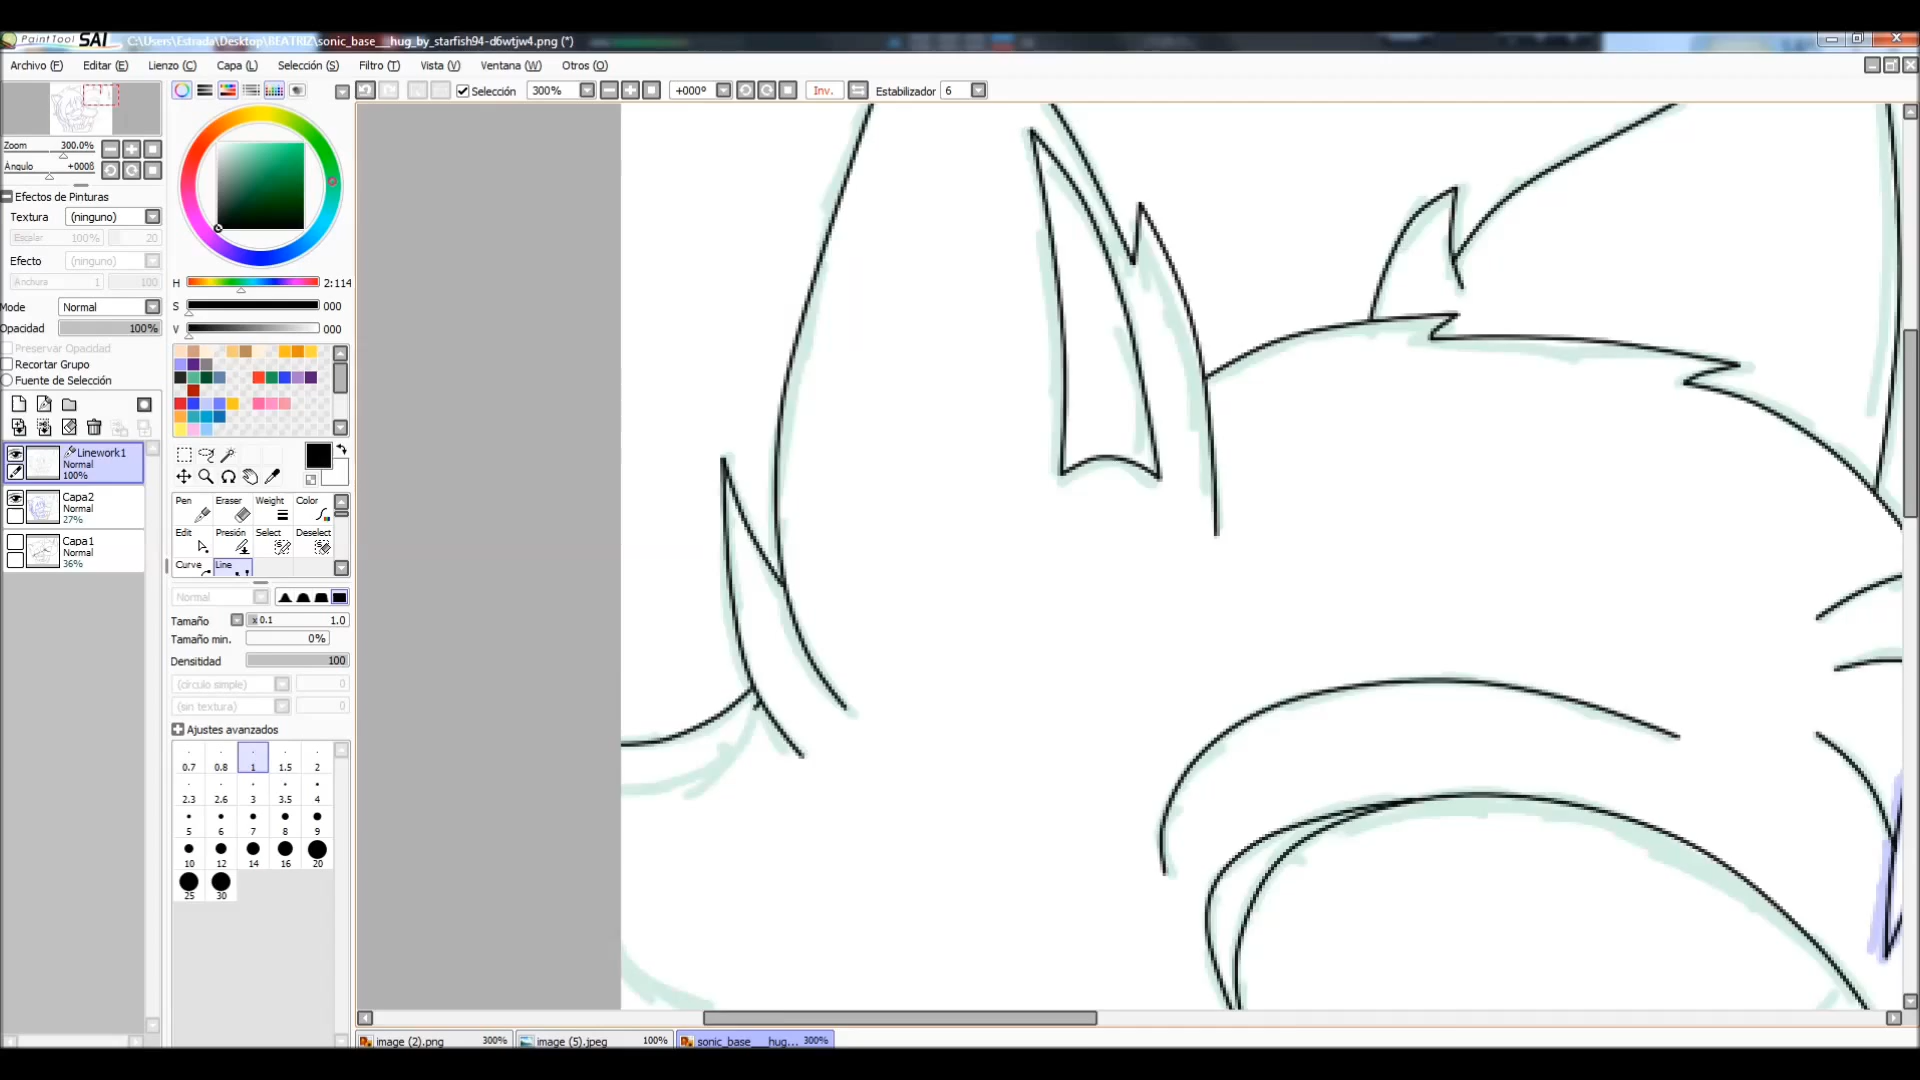 PaintTool SAI C:\Users\Estrada\Desktop\BEATRIZ\sonic_base__hug_by_starfish94-d6wtjw4.png (*)
Archivo (F) Editar (E) Lienzo (C) Capa (L) Selección (S) Filtro (T) Vista (V) Ventana (W) Otros (O)
Selección 300% +000º Inv. Estabilizador 6
Zoom 300.0%
Ángulo +000ß
Efectos de Pinturas
Textura (ninguno)
Escalar 100% 20
Efecto (ninguno)
Anchura 1 100
Mode Normal
Opacidad 100%
Preservar Opacidad
Recortar Grupo
Fuente de Selección
Linework1
Normal
100%
Capa2
Normal
27%
Capa1
Normal
36%
H 2:114
S 000
V 000
Pen Eraser Weight Color
Edit Presión Select Deselect
Curve Line
Normal
Tamaño x 0.1 1.0
Tamaño min. 0%
Densitidad 100
(círculo simple) 0
(sin textura) 0
Ajustes avanzados
0.7 0.8 1 1.5 2
2.3 2.6 3 3.5 4
5 6 7 8 9
10 12 14 16 20
25 30
image (2).png 300% image (5).jpeg 100% sonic_base__hug... 300%